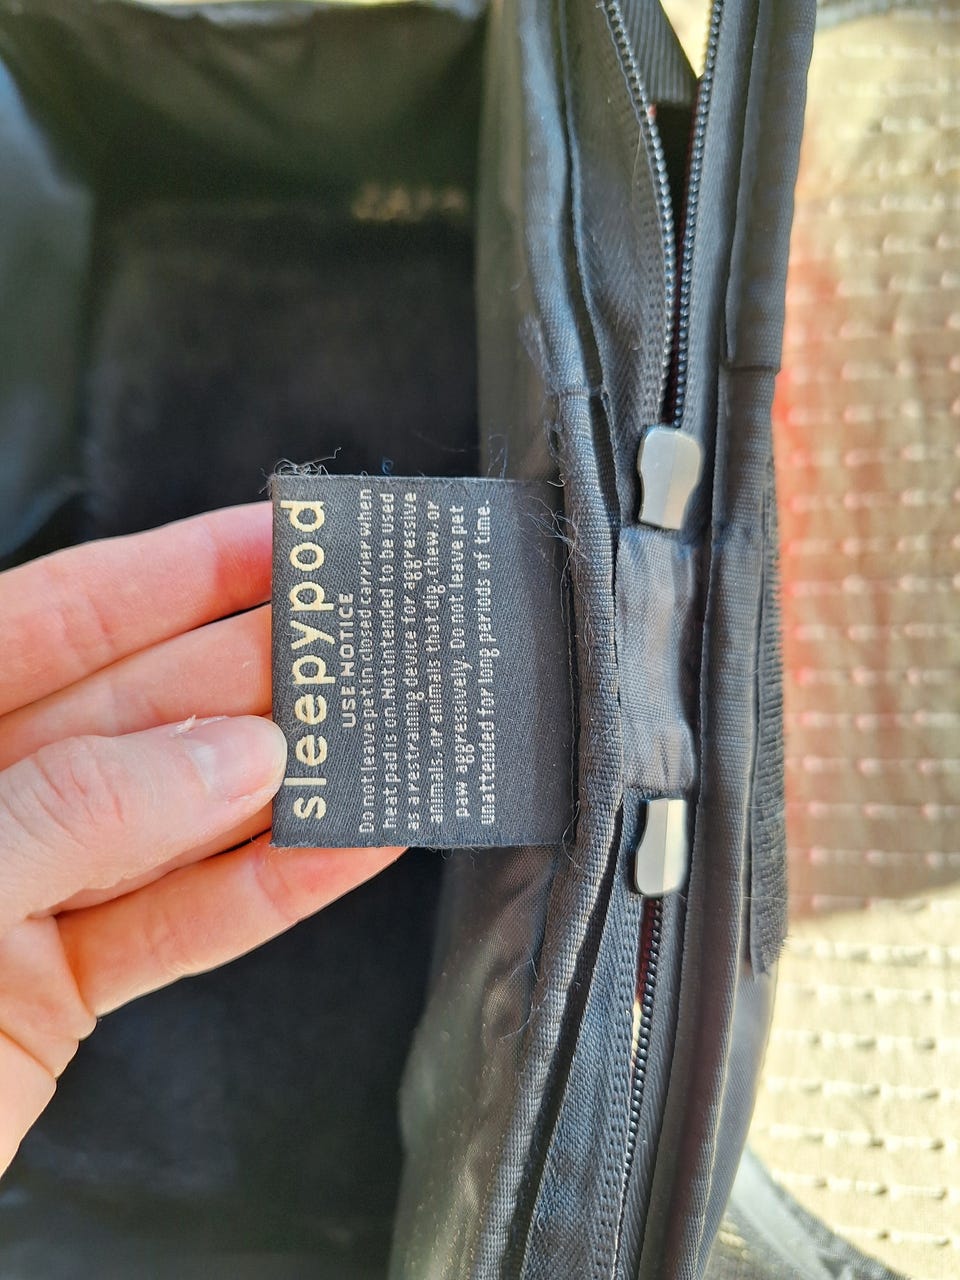 sleepypod
USE NOTICE
Do not leave pet in closed carrier when
heat pad is on. Not intended to be used
as a restraining device for aggressive
animals, or animals that dig, chew, or
paw aggressively. Do not leave pet
unattended for long periods of time.